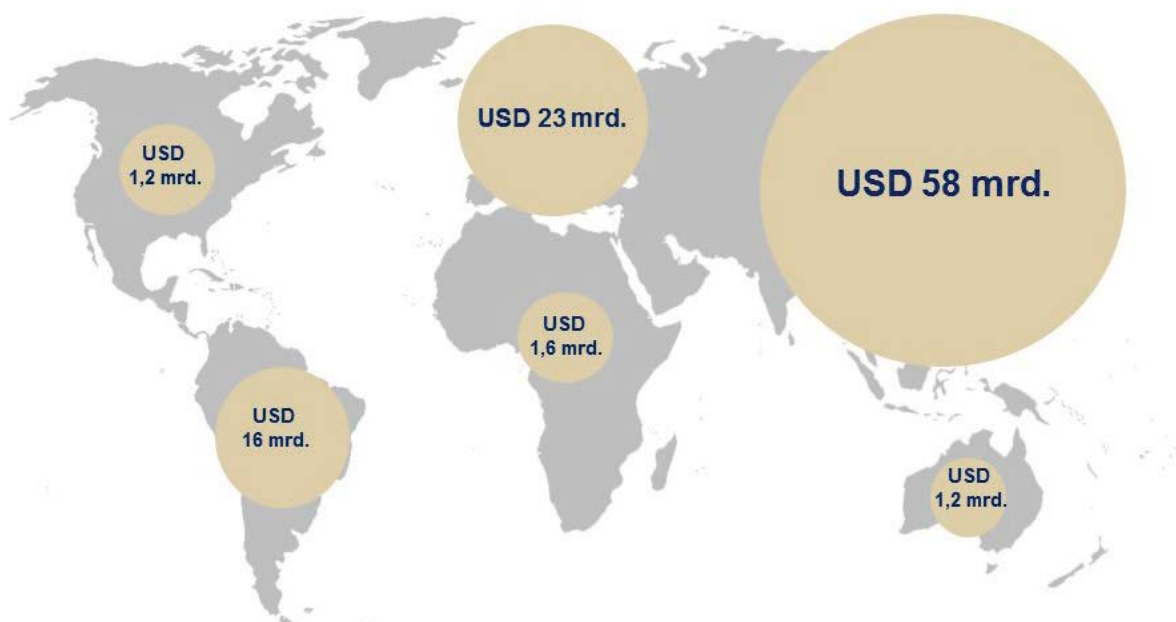 USD 23 mrd.
USD
1,2 mrd.
USD 58 mrd.
USD
1,6 mrd.
USD
16 mrd.
USD
1,2 mrd.